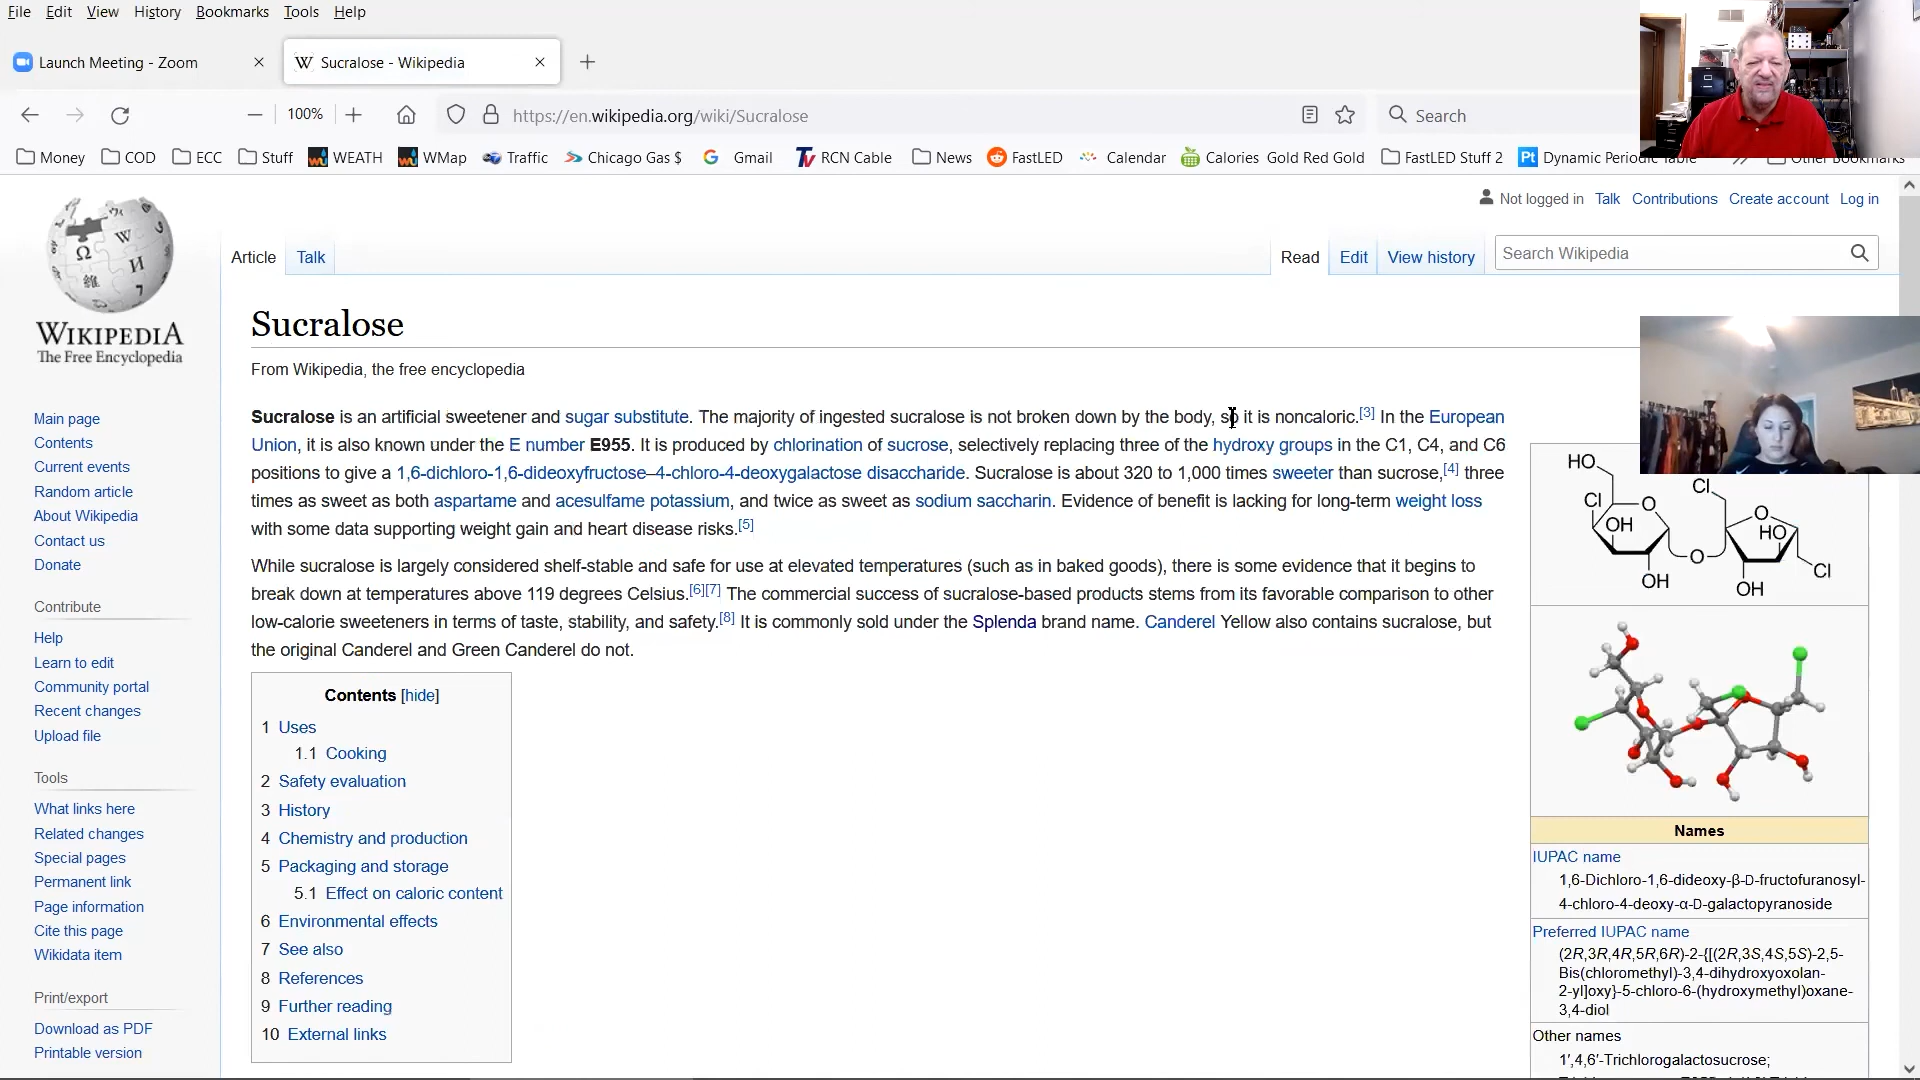 File Edit View History Bookmarks Tools Help
Launch Meeting - Zoom
Sucralose - Wikipedia
100%
https://en.wikipedia.org/wiki/Sucralose
Search
Money COD ECC Stuff WEATH WMap Traffic Chicago Gas $ Gmail RCN Cable News FastLED Calendar Calories Gold Red Gold FastLED Stuff 2 Dynamic Periodic Table Other Bookmarks
Not logged in Talk Contributions Create account Log in
Article Talk
Read Edit View history
Search Wikipedia
WIKIPEDIA
The Free Encyclopedia
Main page
Contents
Current events
Random article
About Wikipedia
Contact us
Donate
Contribute
Help
Learn to edit
Community portal
Recent changes
Upload file
Tools
What links here
Related changes
Special pages
Permanent link
Page information
Cite this page
Wikidata item
Print/export
Download as PDF
Printable version
Sucralose
From Wikipedia, the free encyclopedia
Sucralose is an artificial sweetener and sugar substitute. The majority of ingested sucralose is not broken down by the body, so it is noncaloric.[3] In the European
Union, it is also known under the E number E955. It is produced by chlorination of sucrose, selectively replacing three of the hydroxy groups in the C1, C4, and C6
positions to give a 1,6-dichloro-1,6-dideoxyfructose–4-chloro-4-deoxygalactose disaccharide. Sucralose is about 320 to 1,000 times sweeter than sucrose,[4] three
times as sweet as both aspartame and acesulfame potassium, and twice as sweet as sodium saccharin. Evidence of benefit is lacking for long-term weight loss
with some data supporting weight gain and heart disease risks.[5]
While sucralose is largely considered shelf-stable and safe for use at elevated temperatures (such as in baked goods), there is some evidence that it begins to
break down at temperatures above 119 degrees Celsius.[6][7] The commercial success of sucralose-based products stems from its favorable comparison to other
low-calorie sweeteners in terms of taste, stability, and safety.[8] It is commonly sold under the Splenda brand name. Canderel Yellow also contains sucralose, but
the original Canderel and Green Canderel do not.
Contents [hide]
1 Uses
1.1 Cooking
2 Safety evaluation
3 History
4 Chemistry and production
5 Packaging and storage
5.1 Effect on caloric content
6 Environmental effects
7 See also
8 References
9 Further reading
10 External links
HO
Cl Cl
O O
OH HO
O
Cl
OH OH
Names
IUPAC name
1,6-Dichloro-1,6-dideoxy-β-D-fructofuranosyl-
4-chloro-4-deoxy-α-D-galactopyranoside
Preferred IUPAC name
(2R,3R,4R,5R,6R)-2-{[(2R,3S,4S,5S)-2,5-
Bis(chloromethyl)-3,4-dihydroxyoxolan-
2-yl]oxy}-5-chloro-6-(hydroxymethyl)oxane-
3,4-diol
Other names
1',4,6'-Trichlorogalactosucrose;